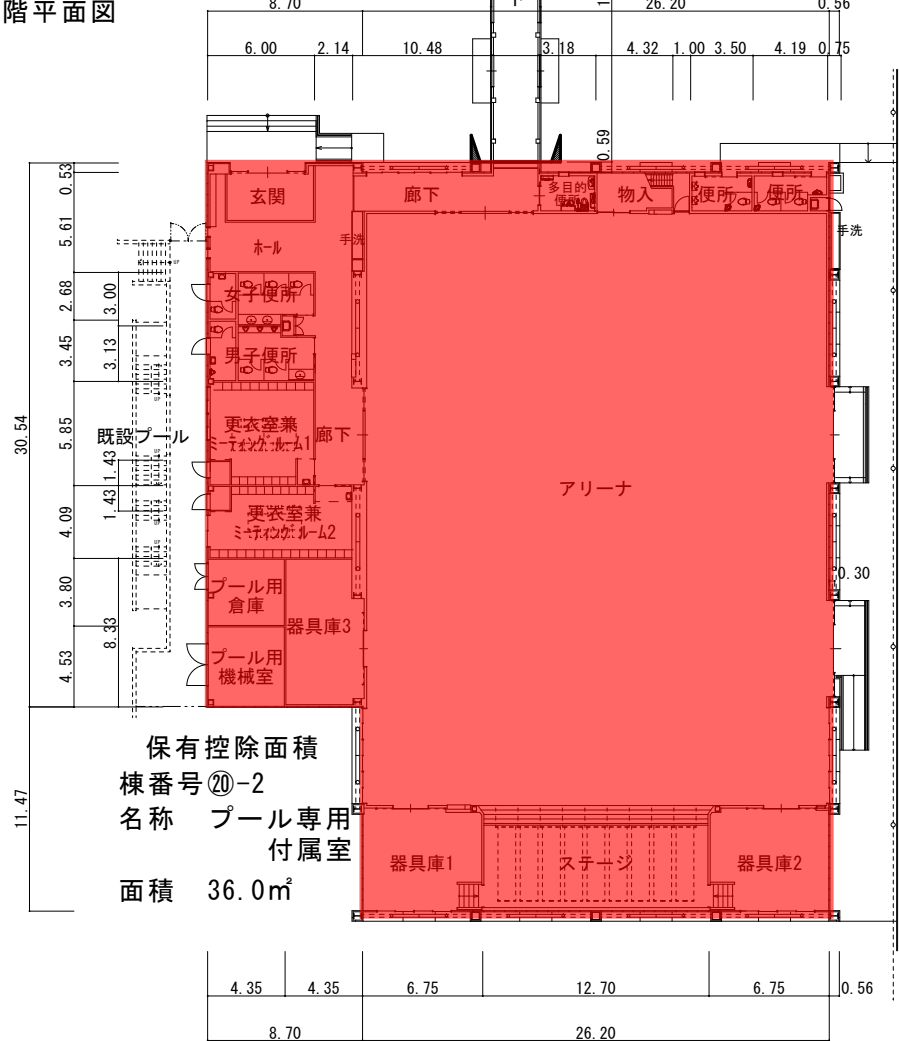 階平面図
8.70
26.20
0.56
6.00
2.14
10.48
3.18
4.32
1.00
3.50
4.19
0.75
0.59
0.53
5.61
2.68
3.45
5.85
4.09
3.80
4.53
30.54
11.47
3.00
3.13
1.43
1.43
8.33
玄関
廊下
多目的
便所
物入
便所
便所
手洗
手洗
ホール
女子便所
男子便所
更衣室兼
ミーティングルーム1
廊下
既設プール
アリーナ
更衣室兼
ミーティングルーム2
0.30
プール用
倉庫
器具庫3
プール用
機械室
保有控除面積
棟番号⑳-2
名称 プール専用
付属室
面積 36.0㎡
器具庫1
ステージ
器具庫2
4.35
4.35
6.75
12.70
6.75
0.56
8.70
26.20